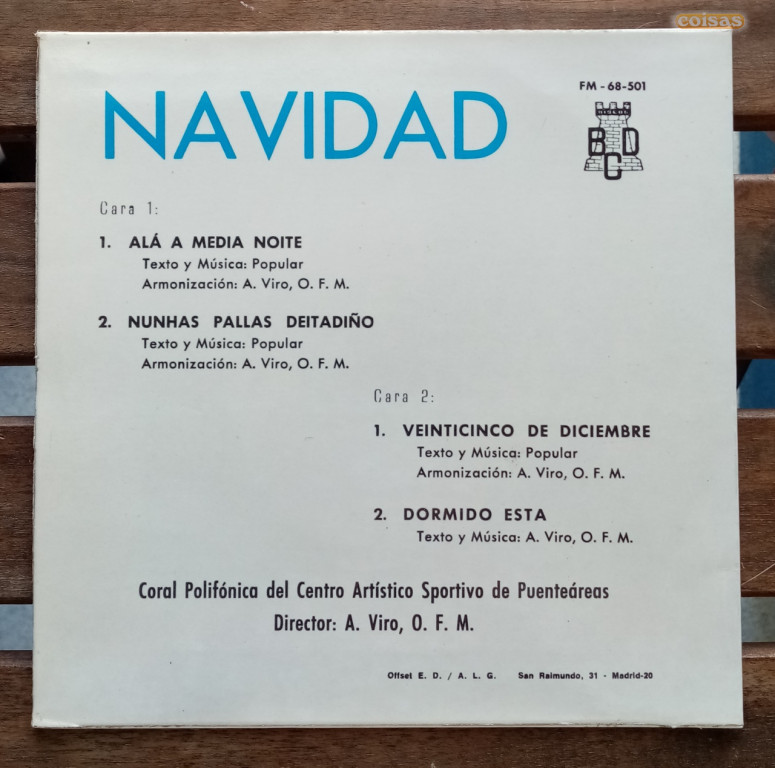 coisas
NAVIDAD
FM - 68-501
DISCOS
BCD
Cara 1:
1. ALÁ A MEDIA NOITE
Texto y Música: Popular
Armonización: A. Viro, O. F. M.
2. NUNHAS PALLAS DEITADIÑO
Texto y Música: Popular
Armonización: A. Viro, O. F. M.
Cara 2:
1. VEINTICINCO DE DICIEMBRE
Texto y Música: Popular
Armonización: A. Viro, O. F. M.
2. DORMIDO ESTA
Texto y Música: A. Viro, O. F. M.
Coral Polifónica del Centro Artístico Sportivo de Puenteáreas
Director: A. Viro, O. F. M.
Offset E. D. / A. L. G. San Raimundo, 31 - Madrid-20